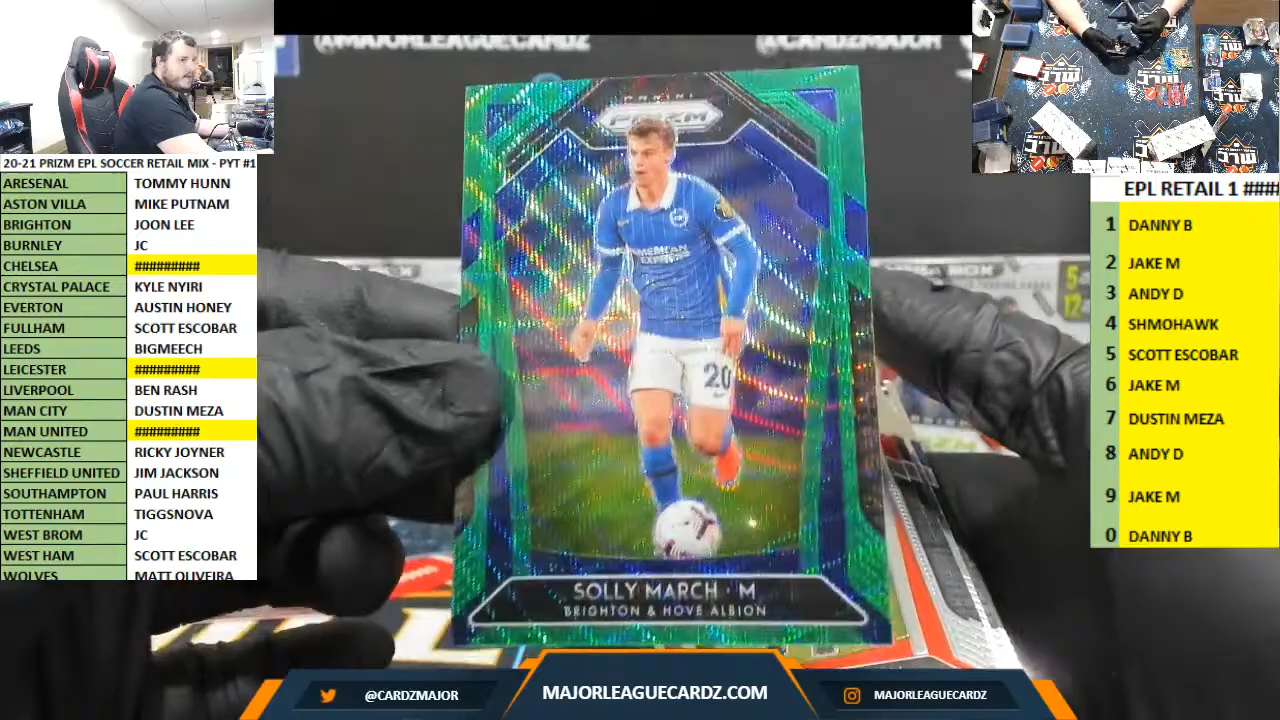 @MAJORLEAGUECARDZ
@CARDZMAJOR
20-21 PRIZM EPL SOCCER RETAIL MIX - PYT #1
ARESENAL TOMMY HUNN
ASTON VILLA MIKE PUTNAM
BRIGHTON JOON LEE
BURNLEY JC
CHELSEA #########
CRYSTAL PALACE KYLE NYIRI
EVERTON AUSTIN HONEY
FULLHAM SCOTT ESCOBAR
LEEDS BIGMEECH
LEICESTER #########
LIVERPOOL BEN RASH
MAN CITY DUSTIN MEZA
MAN UNITED #########
NEWCASTLE RICKY JOYNER
SHEFFIELD UNITED JIM JACKSON
SOUTHAMPTON PAUL HARRIS
TOTTENHAM TIGGSNOVA
WEST BROM JC
WEST HAM SCOTT ESCOBAR
WOLVES MATT OLIVEIRA
PANINI
PRIZM
AMERICAN
EXPRESS
20
SOLLY MARCH · M
BRIGHTON & HOVE ALBION
EPL RETAIL 1 ####
1 DANNY B
2 JAKE M
3 ANDY D
4 SHMOHAWK
5 SCOTT ESCOBAR
6 JAKE M
7 DUSTIN MEZA
8 ANDY D
9 JAKE M
0 DANNY B
@CARDZMAJOR
MAJORLEAGUECARDZ.COM
MAJORLEAGUECARDZ